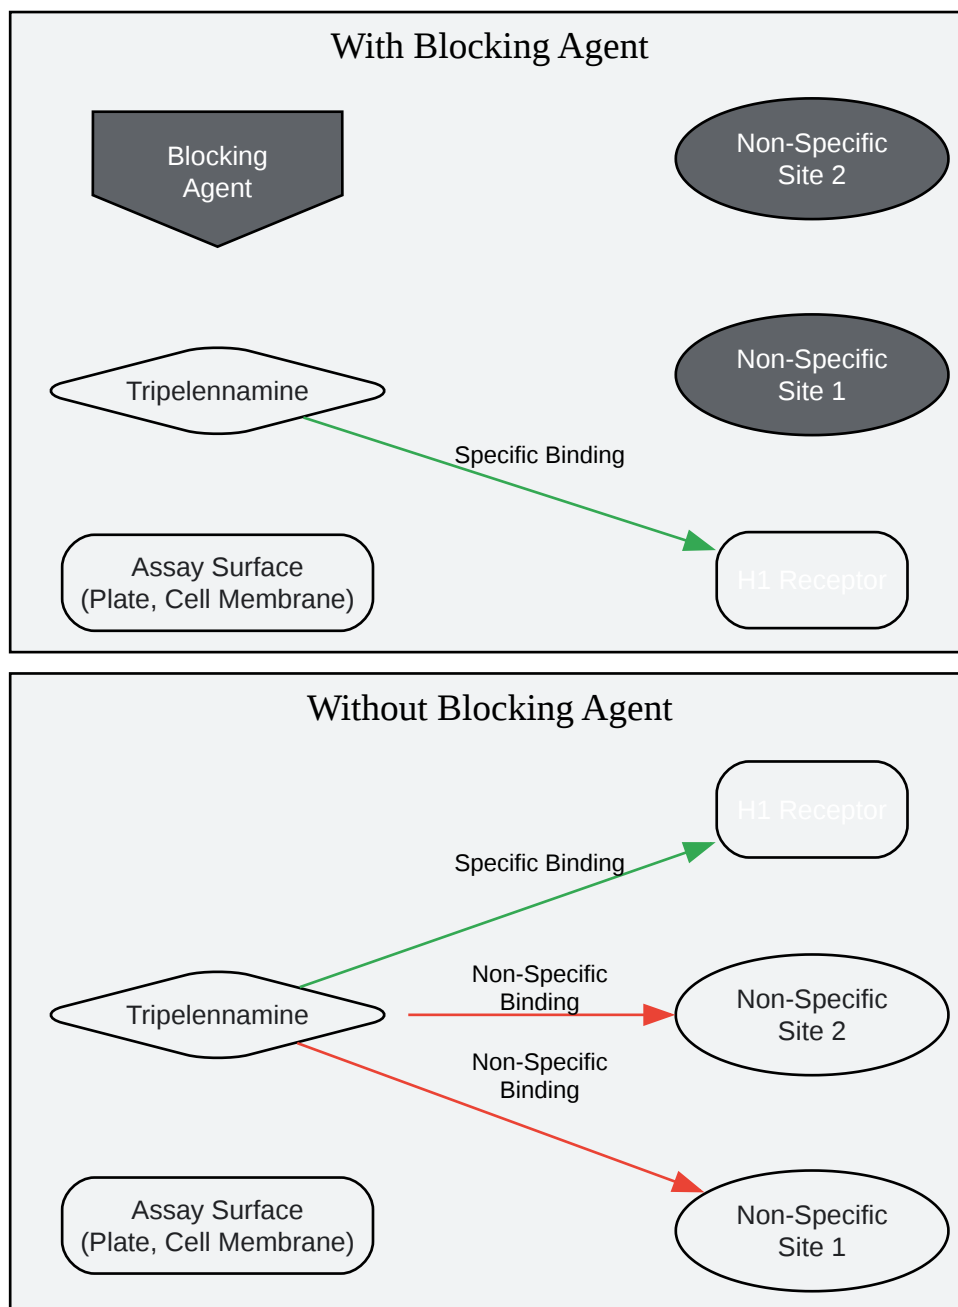 With Blocking Agent
Blocking
Agent
Non-Specific
Site 2
Non-Specific
Site 1
Tripelennamine
Specific Binding
Assay Surface
(Plate, Cell Membrane)
H1 Receptor
Without Blocking Agent
H1 Receptor
Specific Binding
Non-Specific
Binding
Tripelennamine
Non-Specific
Site 2
Non-Specific
Binding
Assay Surface
(Plate, Cell Membrane)
Non-Specific
Site 1